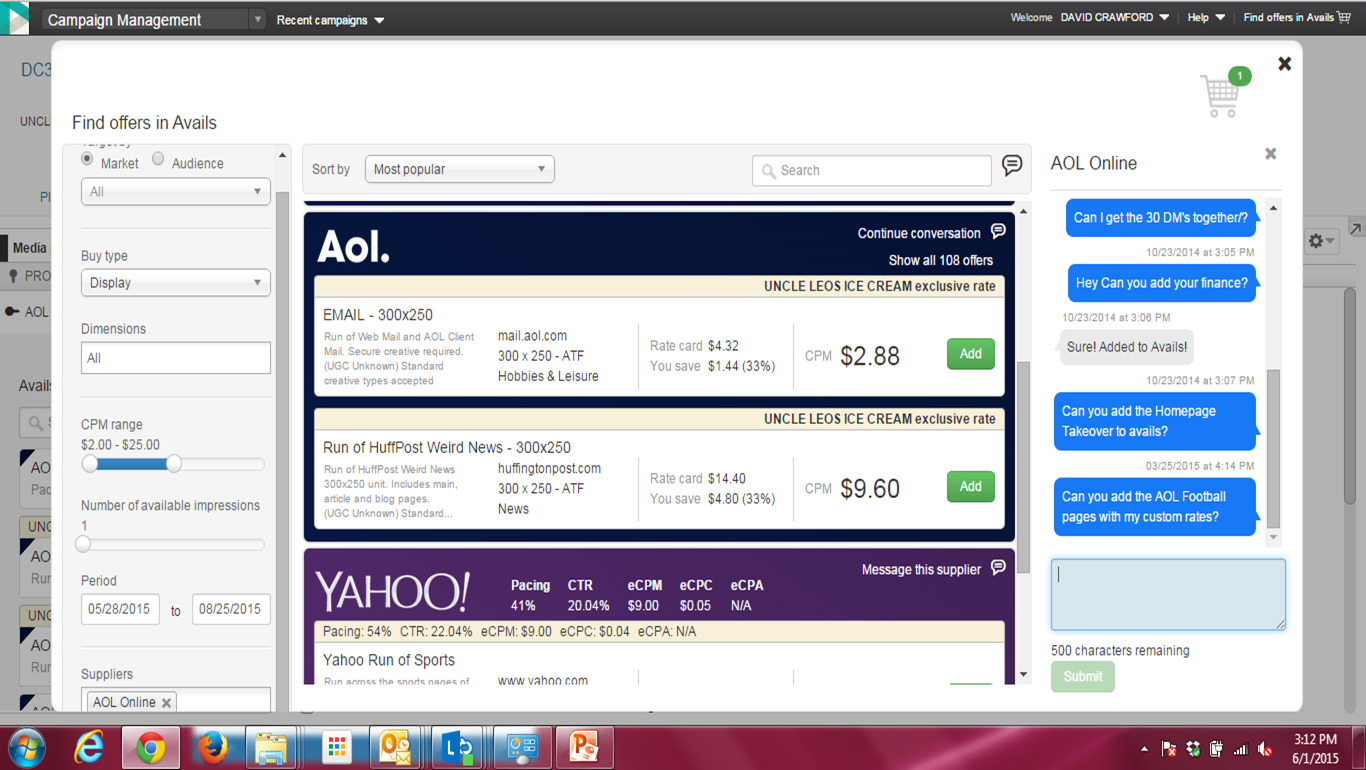 Campaign Management
Recent campaigns
Welcome DAVID CRAWFORD
Help
Find offers in Avails
DC3
UNCL
Media
PRO
AOL
Avails
AO
Pac
UNC
AO
Run
UNC
AO
Run
1
Find offers in Avails
Market
Audience
All
Buy type
Display
Dimensions
All
CPM range
$2.00 - $25.00
Number of available impressions
1
Period
05/28/2015 to 08/25/2015
Suppliers
AOL Online
Sort by Most popular
Search
Aol.
Continue conversation
Show all 108 offers
UNCLE LEOS ICE CREAM exclusive rate
EMAIL - 300x250
Run of Web Mail and AOL Client
Mail. Secure creative required.
(UGC Unknown) Standard
creative types accepted
mail.aol.com
300 x 250 - ATF
Hobbies & Leisure
Rate card $4.32
You save $1.44 (33%)
CPM $2.88
Add
UNCLE LEOS ICE CREAM exclusive rate
Run of HuffPost Weird News - 300x250
Run of HuffPost Weird News
300x250 unit. Includes main,
article and blog pages.
(UGC Unknown) Standard...
huffingtonpost.com
300 x 250 - ATF
News
Rate card $14.40
You save $4.80 (33%)
CPM $9.60
Add
YAHOO!
Pacing CTR eCPM eCPC eCPA
41% 20.04% $9.00 $0.05 N/A
Message this supplier
Pacing: 54% CTR: 22.04% eCPM: $9.00 eCPC: $0.04 eCPA: N/A
Yahoo Run of Sports
Run across the sports pages of
www.yahoo.com
AOL Online
Can I get the 30 DM's together/?
10/23/2014 at 3:05 PM
Hey Can you add your finance?
10/23/2014 at 3:06 PM
Sure! Added to Avails!
10/23/2014 at 3:07 PM
Can you add the Homepage
Takeover to avails?
03/25/2015 at 4:14 PM
Can you add the AOL Football
pages with my custom rates?
500 characters remaining
Submit
3:12 PM
6/1/2015